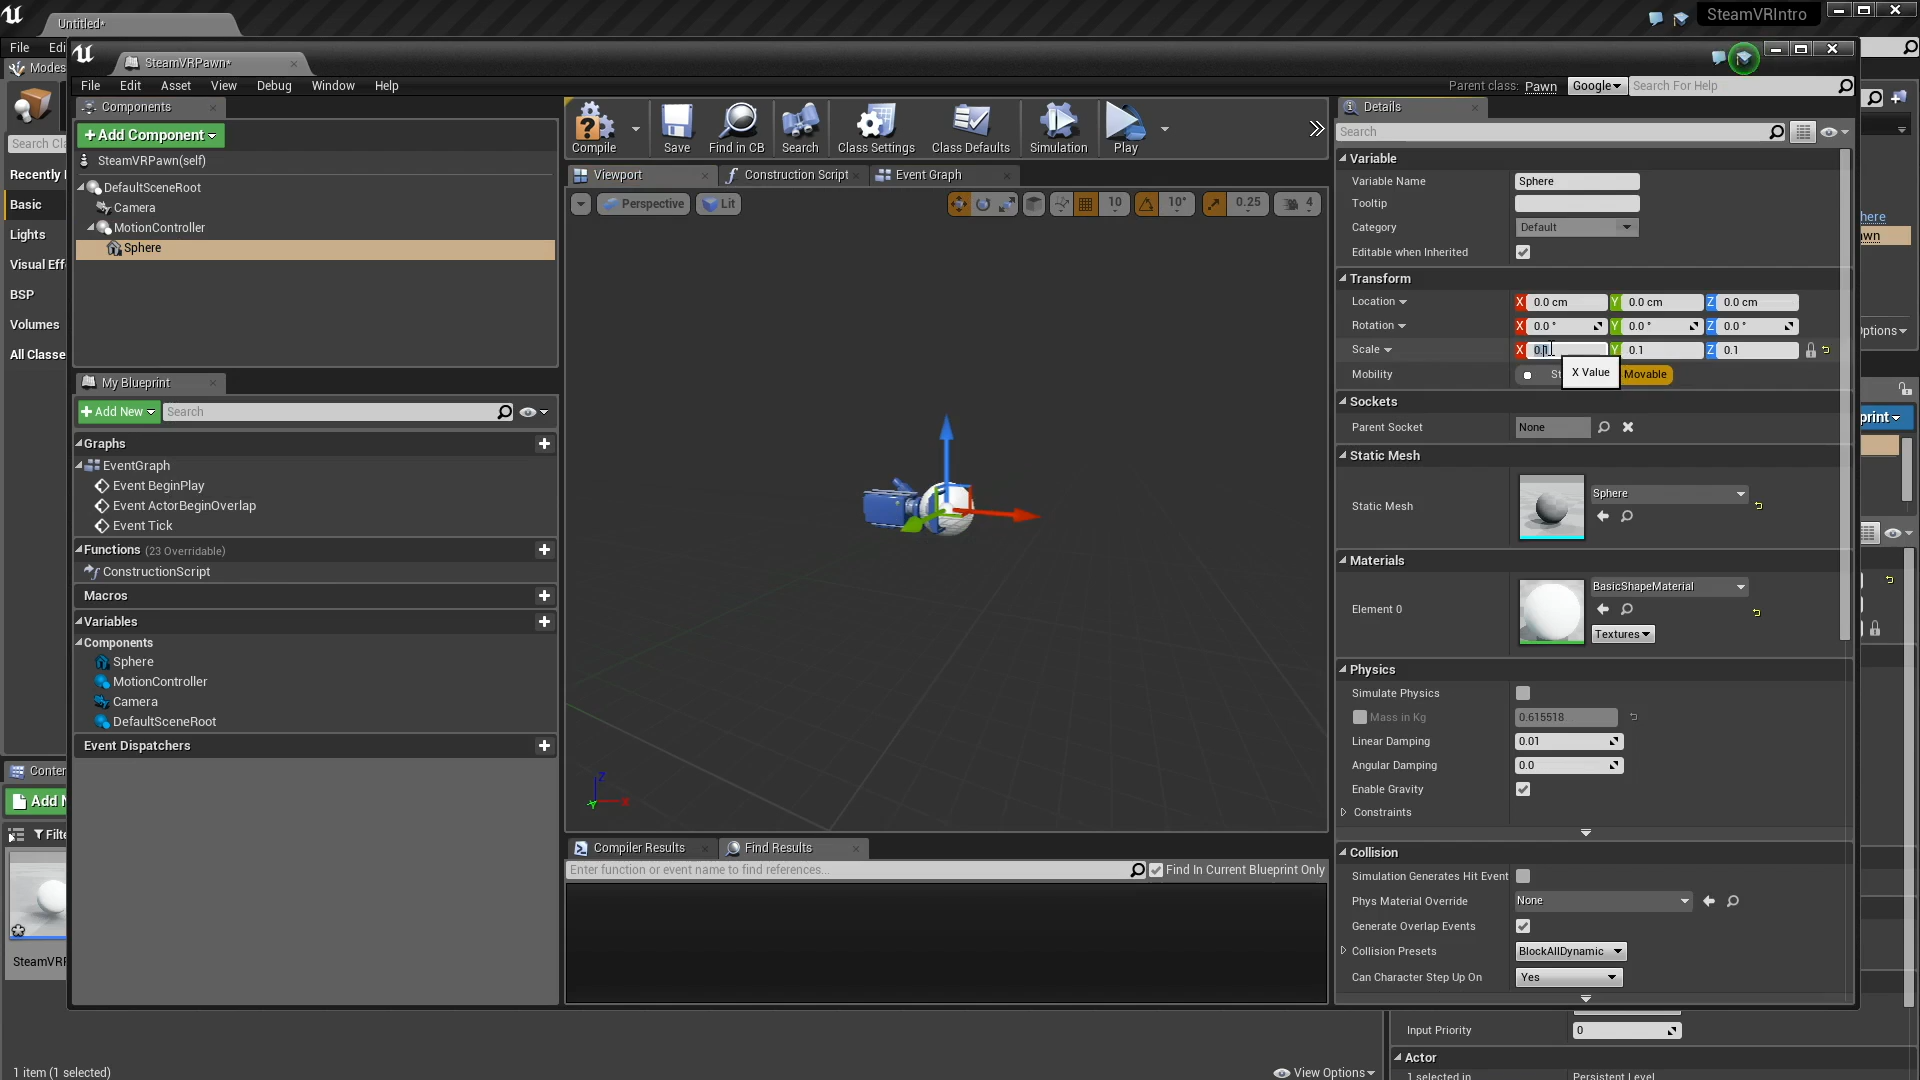 Untitled*
SteamVRIntro
File
Edi
Modes
SteamVRPawn*
File Edit Asset View Debug Window Help
Parent class: Pawn
Google
Search For Help
Components
+Add Component
SteamVRPawn(self)
DefaultSceneRoot
Camera
MotionController
Sphere
Search Cl
Recently
Basic
Lights
Visual Eff
BSP
Volumes
All Classe
Compile
Save
Find in CB
Search
Class Settings
Class Defaults
Simulation
Play
Viewport
Construction Script
Event Graph
Perspective
Lit
10
10°
0.25
4
My Blueprint
+Add New
Search
Graphs
EventGraph
Event BeginPlay
Event ActorBeginOverlap
Event Tick
Functions (23 Overridable)
ConstructionScript
Macros
Variables
Components
Sphere
MotionController
Camera
DefaultSceneRoot
Event Dispatchers
Z
X
Y
Compiler Results
Find Results
Enter function or event name to find references...
Find In Current Blueprint Only
Details
Search
Variable
Variable Name Sphere
Tooltip
Category Default
Editable when Inherited
Transform
Location X 0.0 cm Y 0.0 cm Z 0.0 cm
Rotation X 0.0 ° Y 0.0 ° Z 0.0 °
Scale X 0.1 Y 0.1 Z 0.1
Mobility St Movable
X Value
Sockets
Parent Socket None
Static Mesh
Static Mesh Sphere
Materials
Element 0 BasicShapeMaterial
Textures
Physics
Simulate Physics
Mass in Kg 0.615518
Linear Damping 0.01
Angular Damping 0.0
Enable Gravity
Constraints
Collision
Simulation Generates Hit Event
Phys Material Override None
Generate Overlap Events
Collision Presets BlockAllDynamic
Can Character Step Up On Yes
here
wn
ptions
print
Conter
Add N
Filte
SteamVRF
1 item (1 selected)
View Options
Input Priority 0
Actor
1 selected in Persistent Level